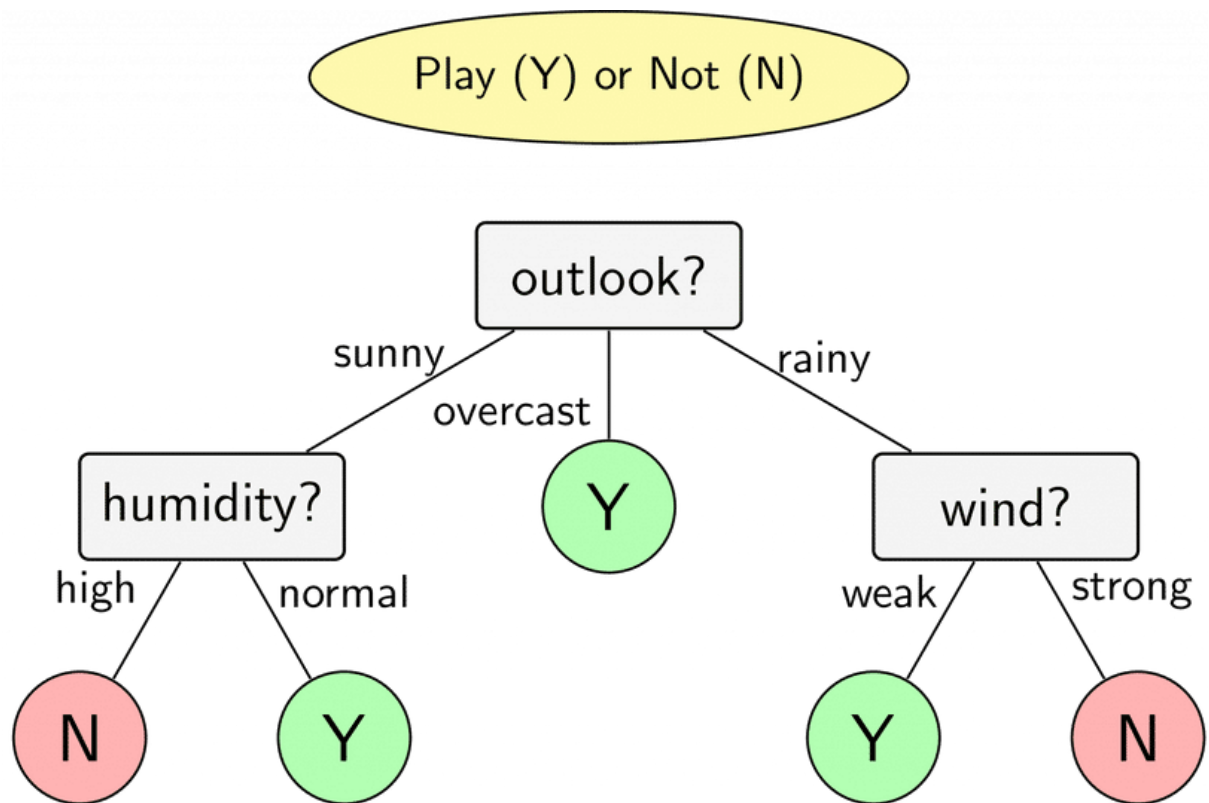 Play (Y) or Not (N)
outlook?
sunny
rainy
overcast
humidity?
Y
wind?
high
normal
weak
strong
N
Y
Y
N